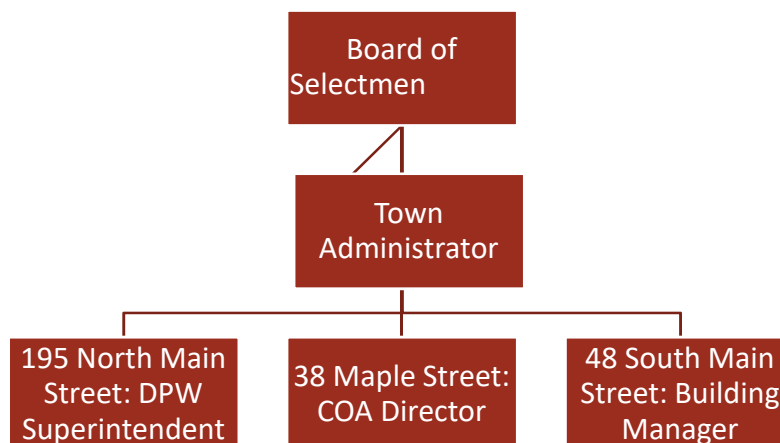 Board of
Selectmen
Town
Administrator
195 North Main
Street: DPW
Superintendent
38 Maple Street:
COA Director
48 South Main
Street: Building
Manager